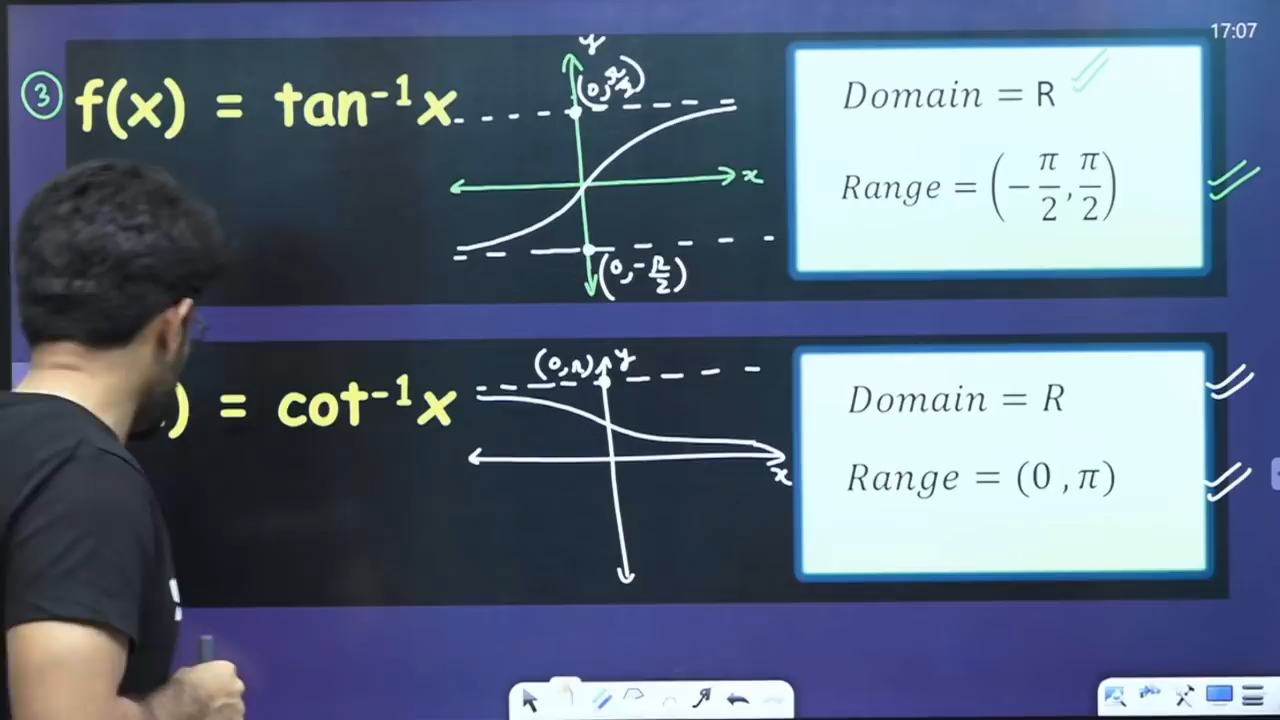 17:07
③ f(x) = tan⁻¹x
y
(0, π/2)
x
(0, -π/2)
Domain = R
Range = (-π/2, π/2)
) = cot⁻¹x
(0, π) y
x
Domain = R
Range = (0 , π)